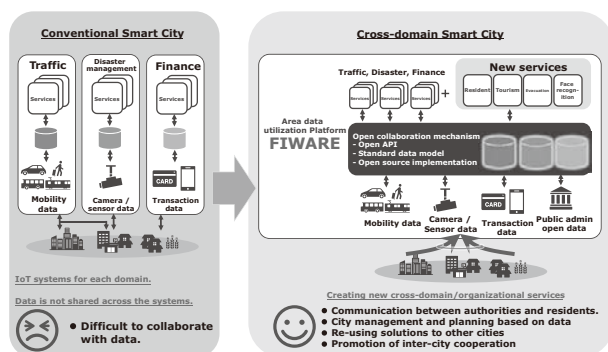 Conventional Smart City
Traffic
Disaster
management
Finance
Services
Services
Services
Mobility
data
Camera /
sensor data
CARD
Transaction
data
IoT systems for each domain.
Data is not shared across the systems.
● Difficult to collaborate
with data.
Cross-domain Smart City
Traffic, Disaster, Finance
Services
Services
Services
+
New services
Resident
Tourism
Evacuation
Face
recogn-
ition
Area data
utilization Platform
FIWARE
Open collaboration mechanism
- Open API
- Standard data model
- Open source implementation
Mobility data
Camera /
Sensor data
CARD
Transaction
data
Public admin
open data
Creating new cross-domain/organizational services
● Communication between authorities and residents.
● City management and planning based on data
● Re-using solutions to other cities
● Promotion of inter-city cooperation